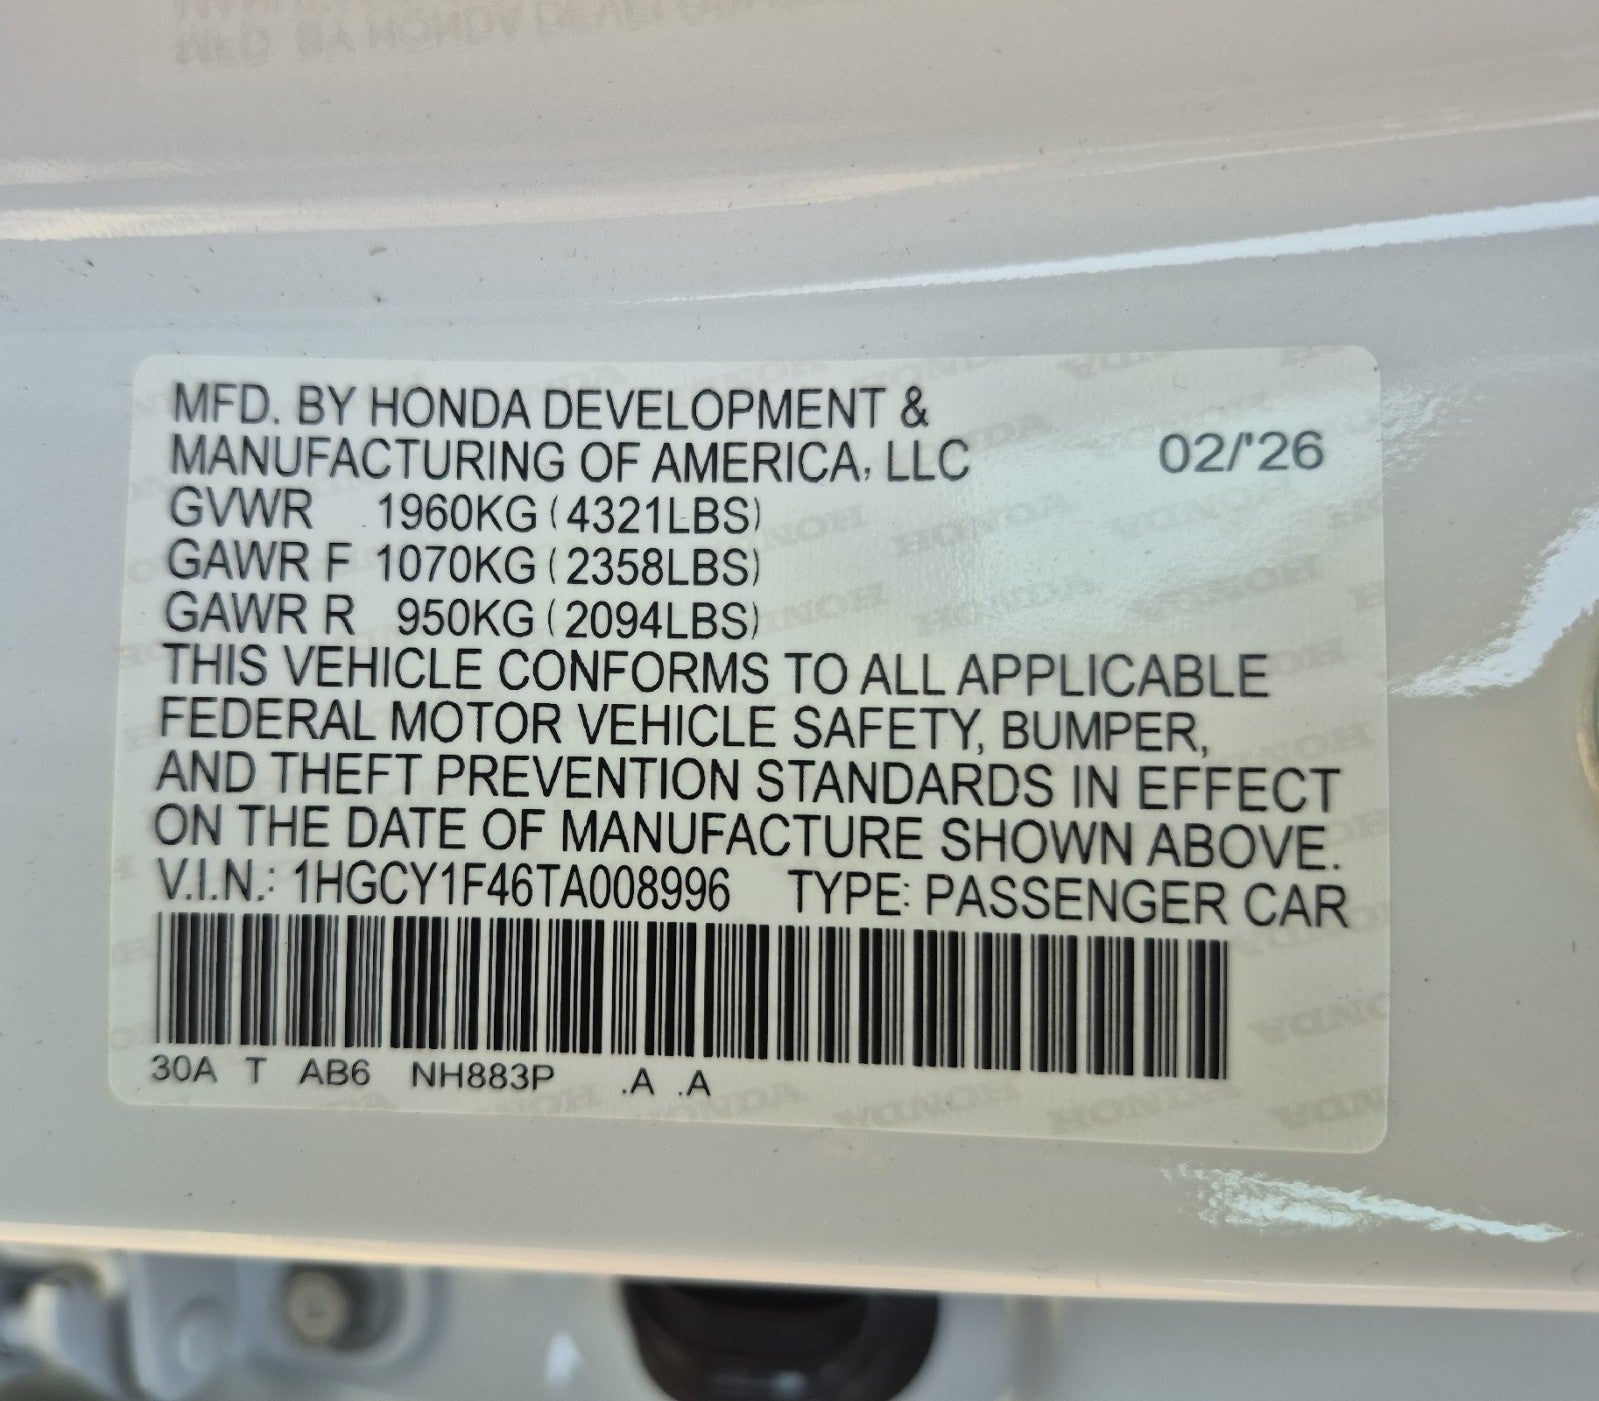 MFD. BY HONDA DEVELOPMENT &
MANUFACTURING OF AMERICA, LLC 02/'26
GVWR 1960KG (4321LBS)
GAWR F 1070KG (2358LBS)
GAWR R 950KG (2094LBS)
THIS VEHICLE CONFORMS TO ALL APPLICABLE
FEDERAL MOTOR VEHICLE SAFETY, BUMPER,
AND THEFT PREVENTION STANDARDS IN EFFECT
ON THE DATE OF MANUFACTURE SHOWN ABOVE.
V.I.N.: 1HGCY1F46TA008996 TYPE: PASSENGER CAR
30A T AB6 NH883P .A .A